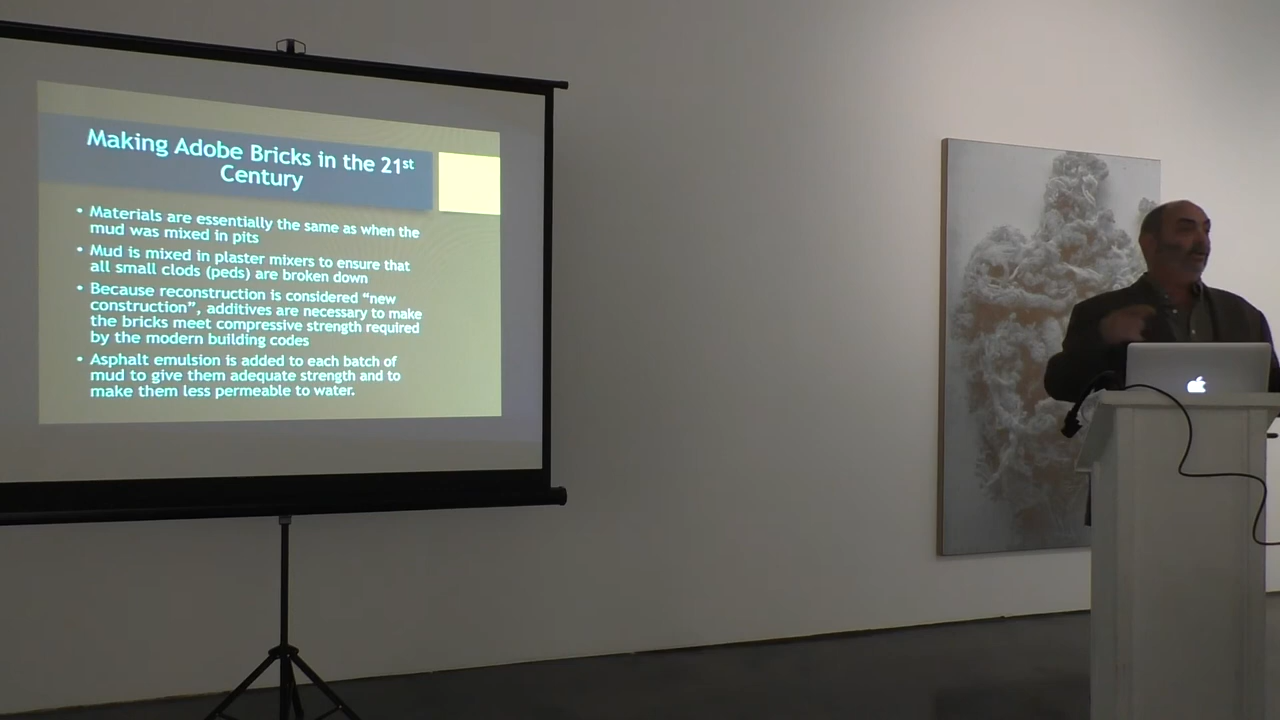 Making Adobe Bricks in the 21st
Century
• Materials are essentially the same as when the
mud was mixed in pits
• Mud is mixed in plaster mixers to ensure that
all small clods (peds) are broken down
• Because reconstruction is considered “new
construction”, additives are necessary to make
the bricks meet compressive strength required
by the modern building codes
• Asphalt emulsion is added to each batch of
mud to give them adequate strength and to
make them less permeable to water.